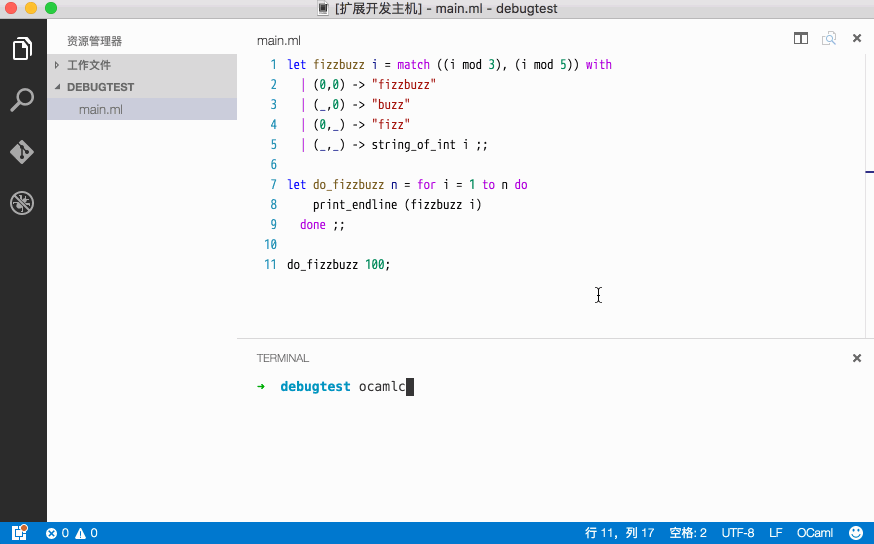 [扩展开发主机] - main.ml - debugtest
资源管理器
工作文件
DEBUGTEST
main.ml
main.ml
1 let fizzbuzz i = match ((i mod 3), (i mod 5)) with
2 | (0,0) -> "fizzbuzz"
3 | (_,0) -> "buzz"
4 | (0,_) -> "fizz"
5 | (_,_) -> string_of_int i ;;
6
7 let do_fizzbuzz n = for i = 1 to n do
8 print_endline (fizzbuzz i)
9 done ;;
10
11 do_fizzbuzz 100;
TERMINAL
➜ debugtest ocamlc
0 0 行 11，列 17 空格: 2 UTF-8 LF OCaml